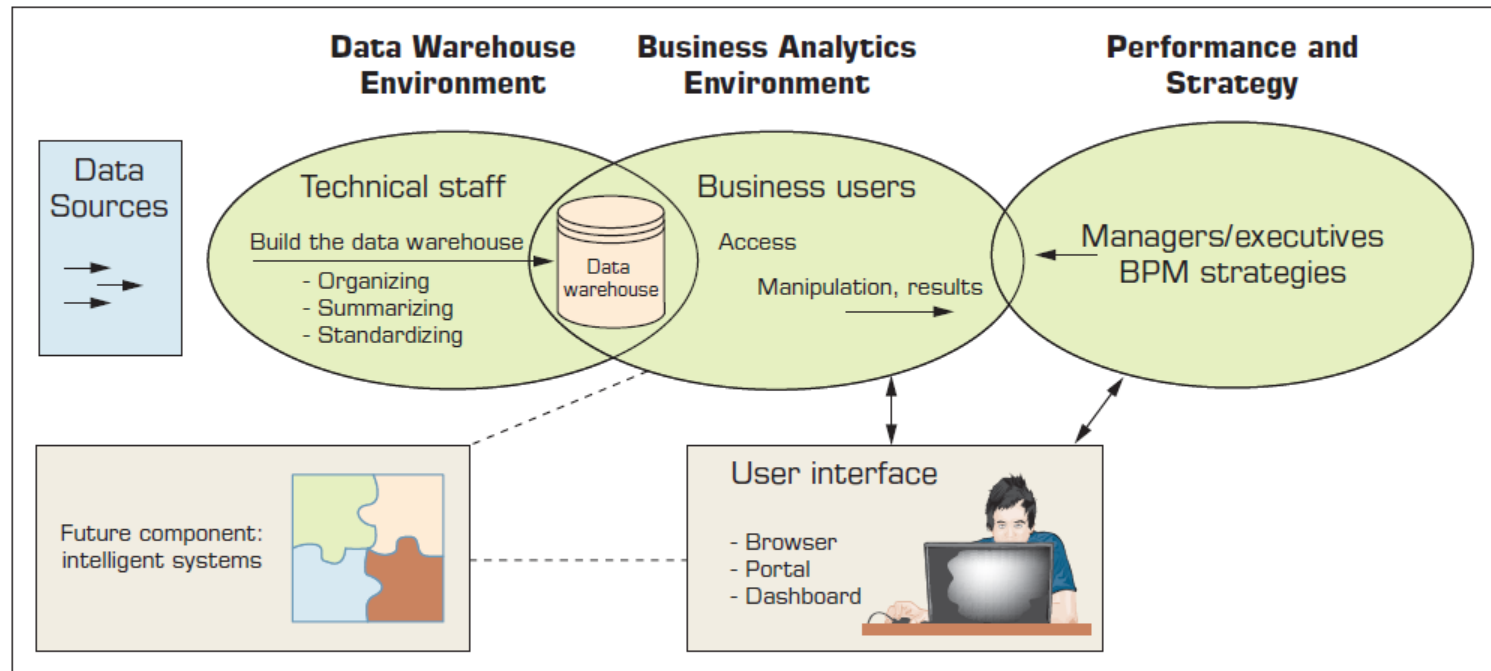 Data Warehouse
Environment
Business Analytics
Environment
Performance and
Strategy
Data
Sources
Technical staff
Build the data warehouse
- Organizing
- Summarizing
- Standardizing
Data
warehouse
Business users
Access
Manipulation, results
Managers/executives
BPM strategies
Future component:
intelligent systems
User interface
- Browser
- Portal
- Dashboard